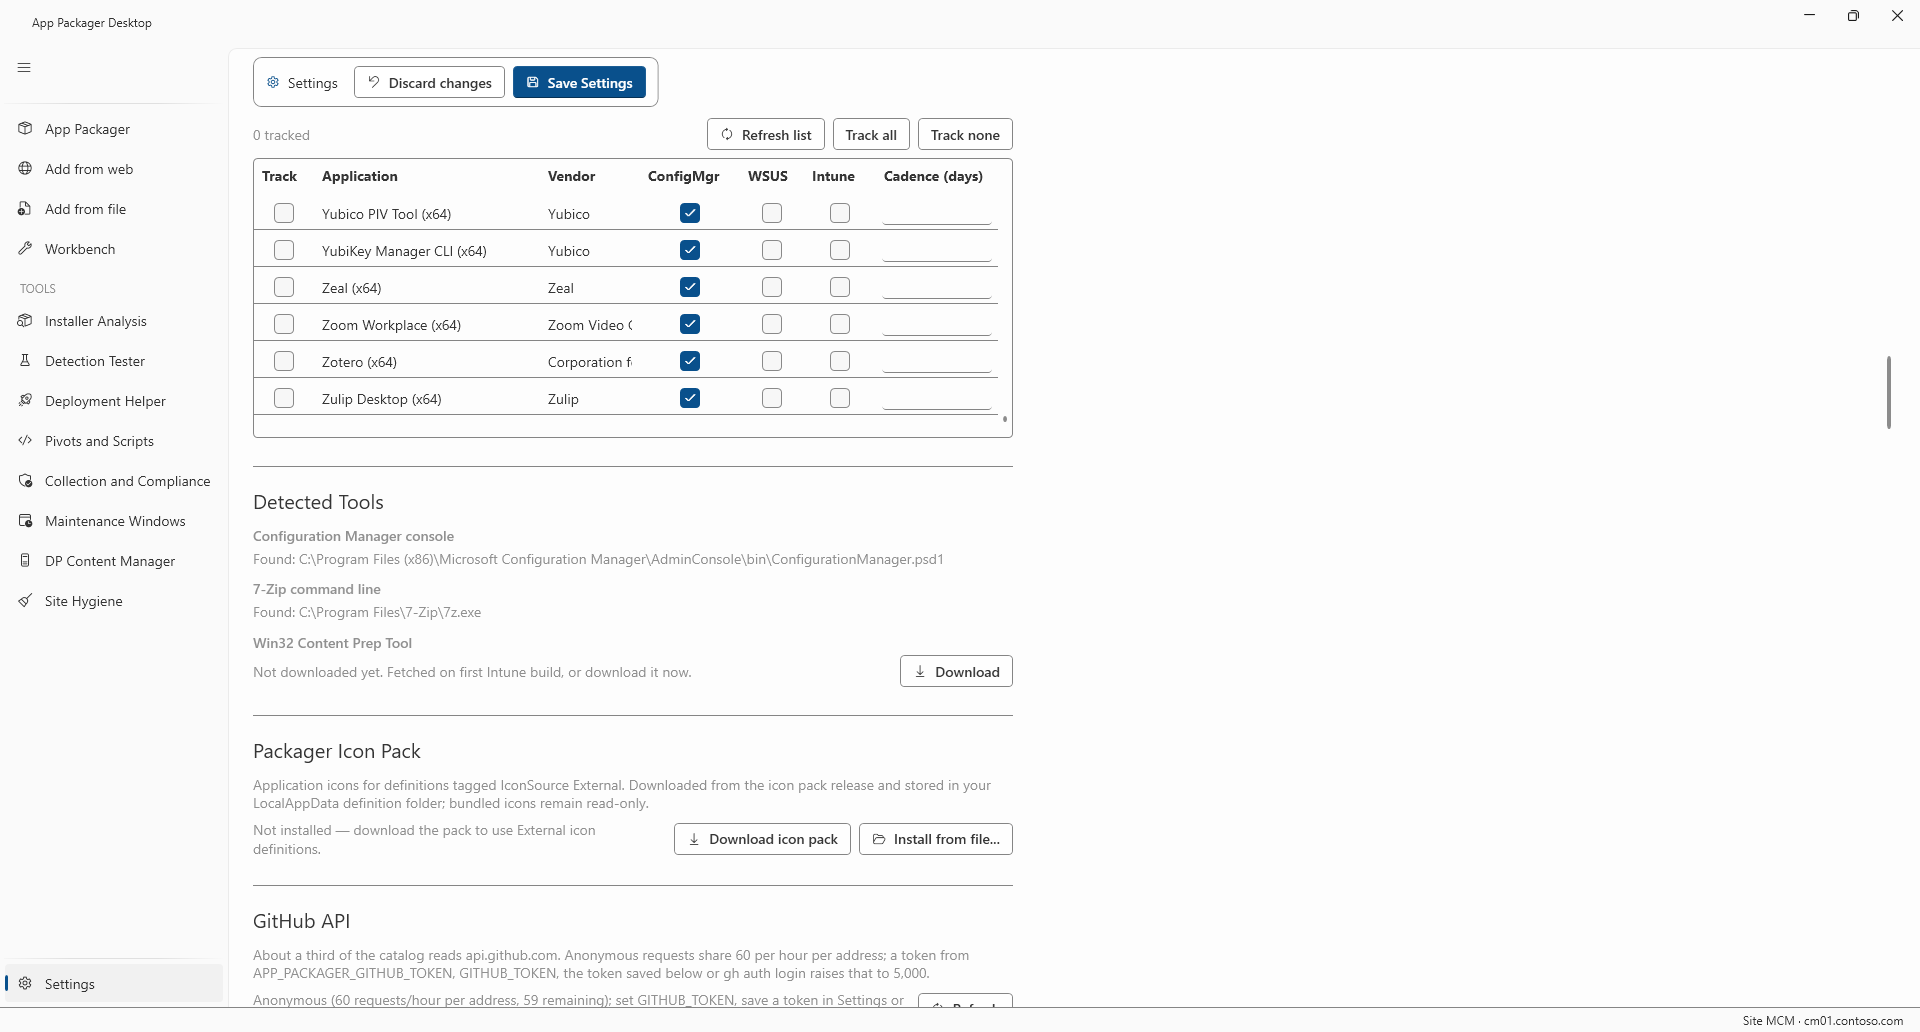 App Packager Desktop
Settings
Discard changes
Save Settings
App Packager
Add from web
Add from file
Workbench
TOOLS
Installer Analysis
Detection Tester
Deployment Helper
Pivots and Scripts
Collection and Compliance
Maintenance Windows
DP Content Manager
Site Hygiene
Settings
0 tracked
Refresh list
Track all
Track none
Track Application Vendor ConfigMgr WSUS Intune Cadence (days)
Yubico PIV Tool (x64) Yubico
YubiKey Manager CLI (x64) Yubico
Zeal (x64) Zeal
Zoom Workplace (x64) Zoom Video
Zotero (x64) Corporation
Zulip Desktop (x64) Zulip
Detected Tools
Configuration Manager console
Found: C:\Program Files (x86)\Microsoft Configuration Manager\AdminConsole\bin\ConfigurationManager.psd1
7-Zip command line
Found: C:\Program Files\7-Zip\7z.exe
Win32 Content Prep Tool
Not downloaded yet. Fetched on first Intune build, or download it now.
Download
Packager Icon Pack
Application icons for definitions tagged IconSource External. Downloaded from the icon pack release and stored in your
LocalAppData definition folder; bundled icons remain read-only.
Not installed — download the pack to use External icon
definitions.
Download icon pack
Install from file...
GitHub API
About a third of the catalog reads api.github.com. Anonymous requests share 60 per hour per address; a token from
APP_PACKAGER_GITHUB_TOKEN, GITHUB_TOKEN, the token saved below or gh auth login raises that to 5,000.
Anonymous (60 requests/hour per address, 59 remaining); set GITHUB_TOKEN, save a token in Settings or
Site MCM · cm01.contoso.com